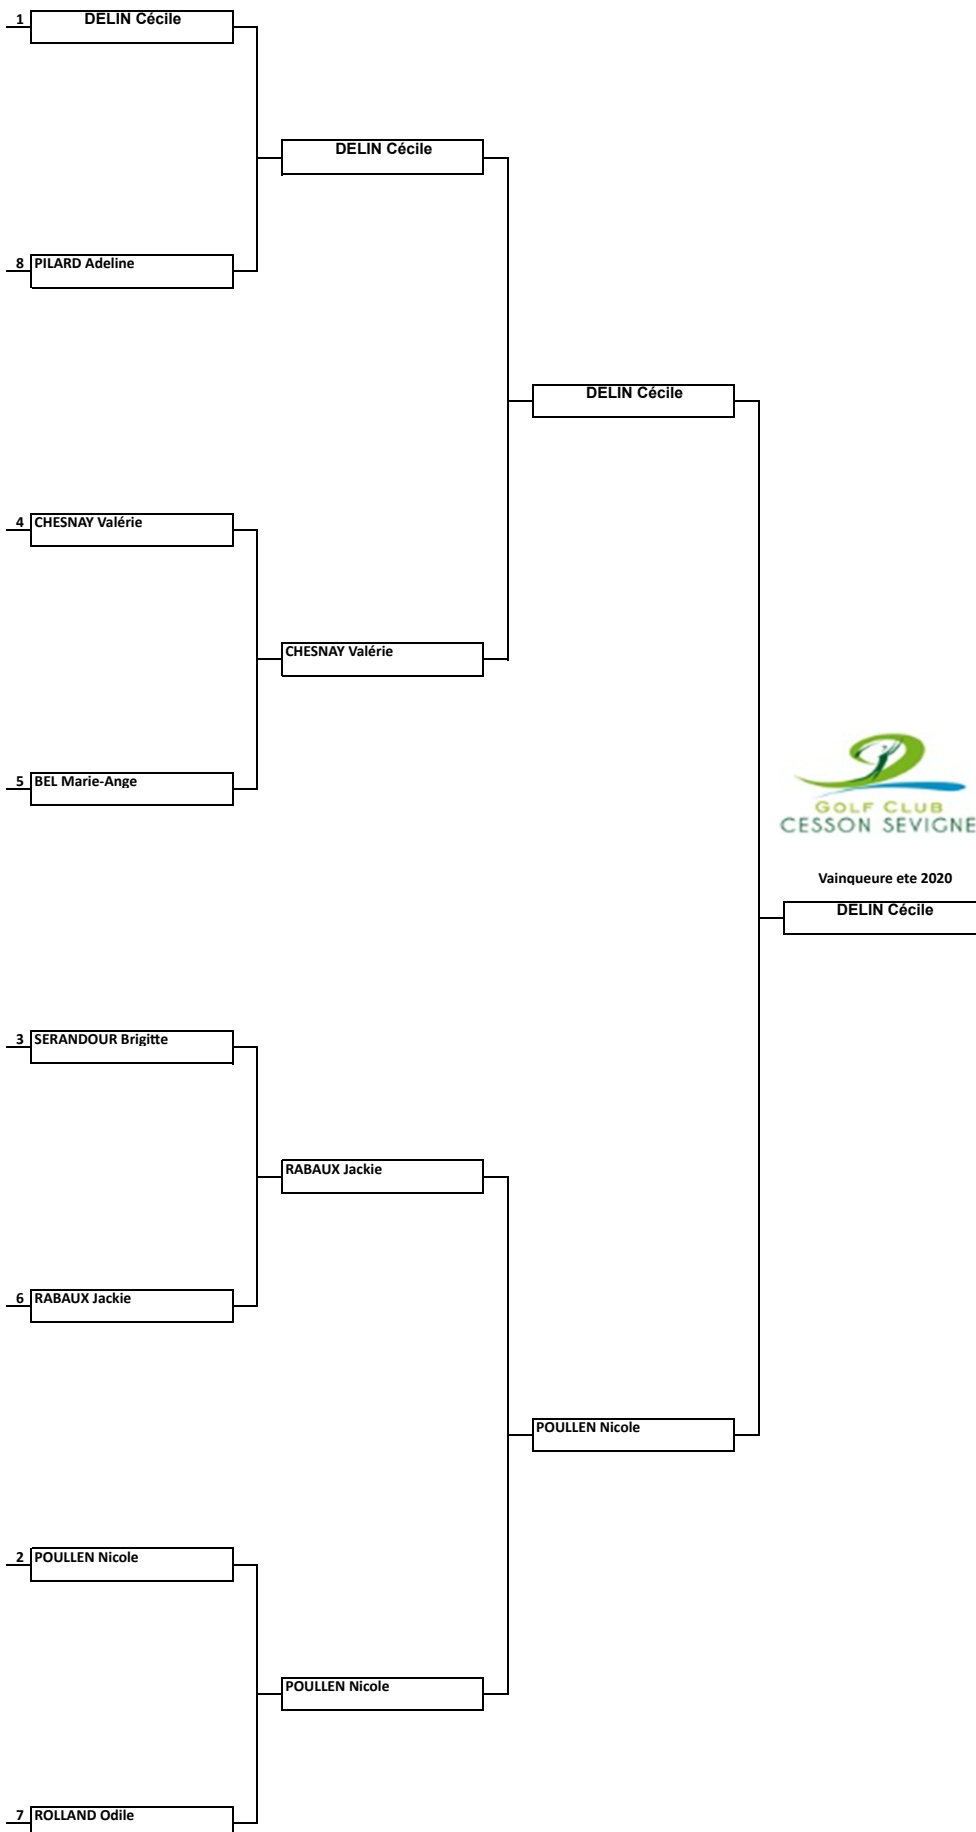 1 DELIN Cécile
DELIN Cécile
8 PILARD Adeline
DELIN Cécile
4 CHESNAY Valérie
CHESNAY Valérie
5 BEL Marie-Ange
GOLF CLUB
CESSON SEVIGNE
Vainqueure ete 2020
DELIN Cécile
3 SERANDOUR Brigitte
RABAUX Jackie
6 RABAUX Jackie
POULLEN Nicole
2 POULLEN Nicole
POULLEN Nicole
7 ROLLAND Odile